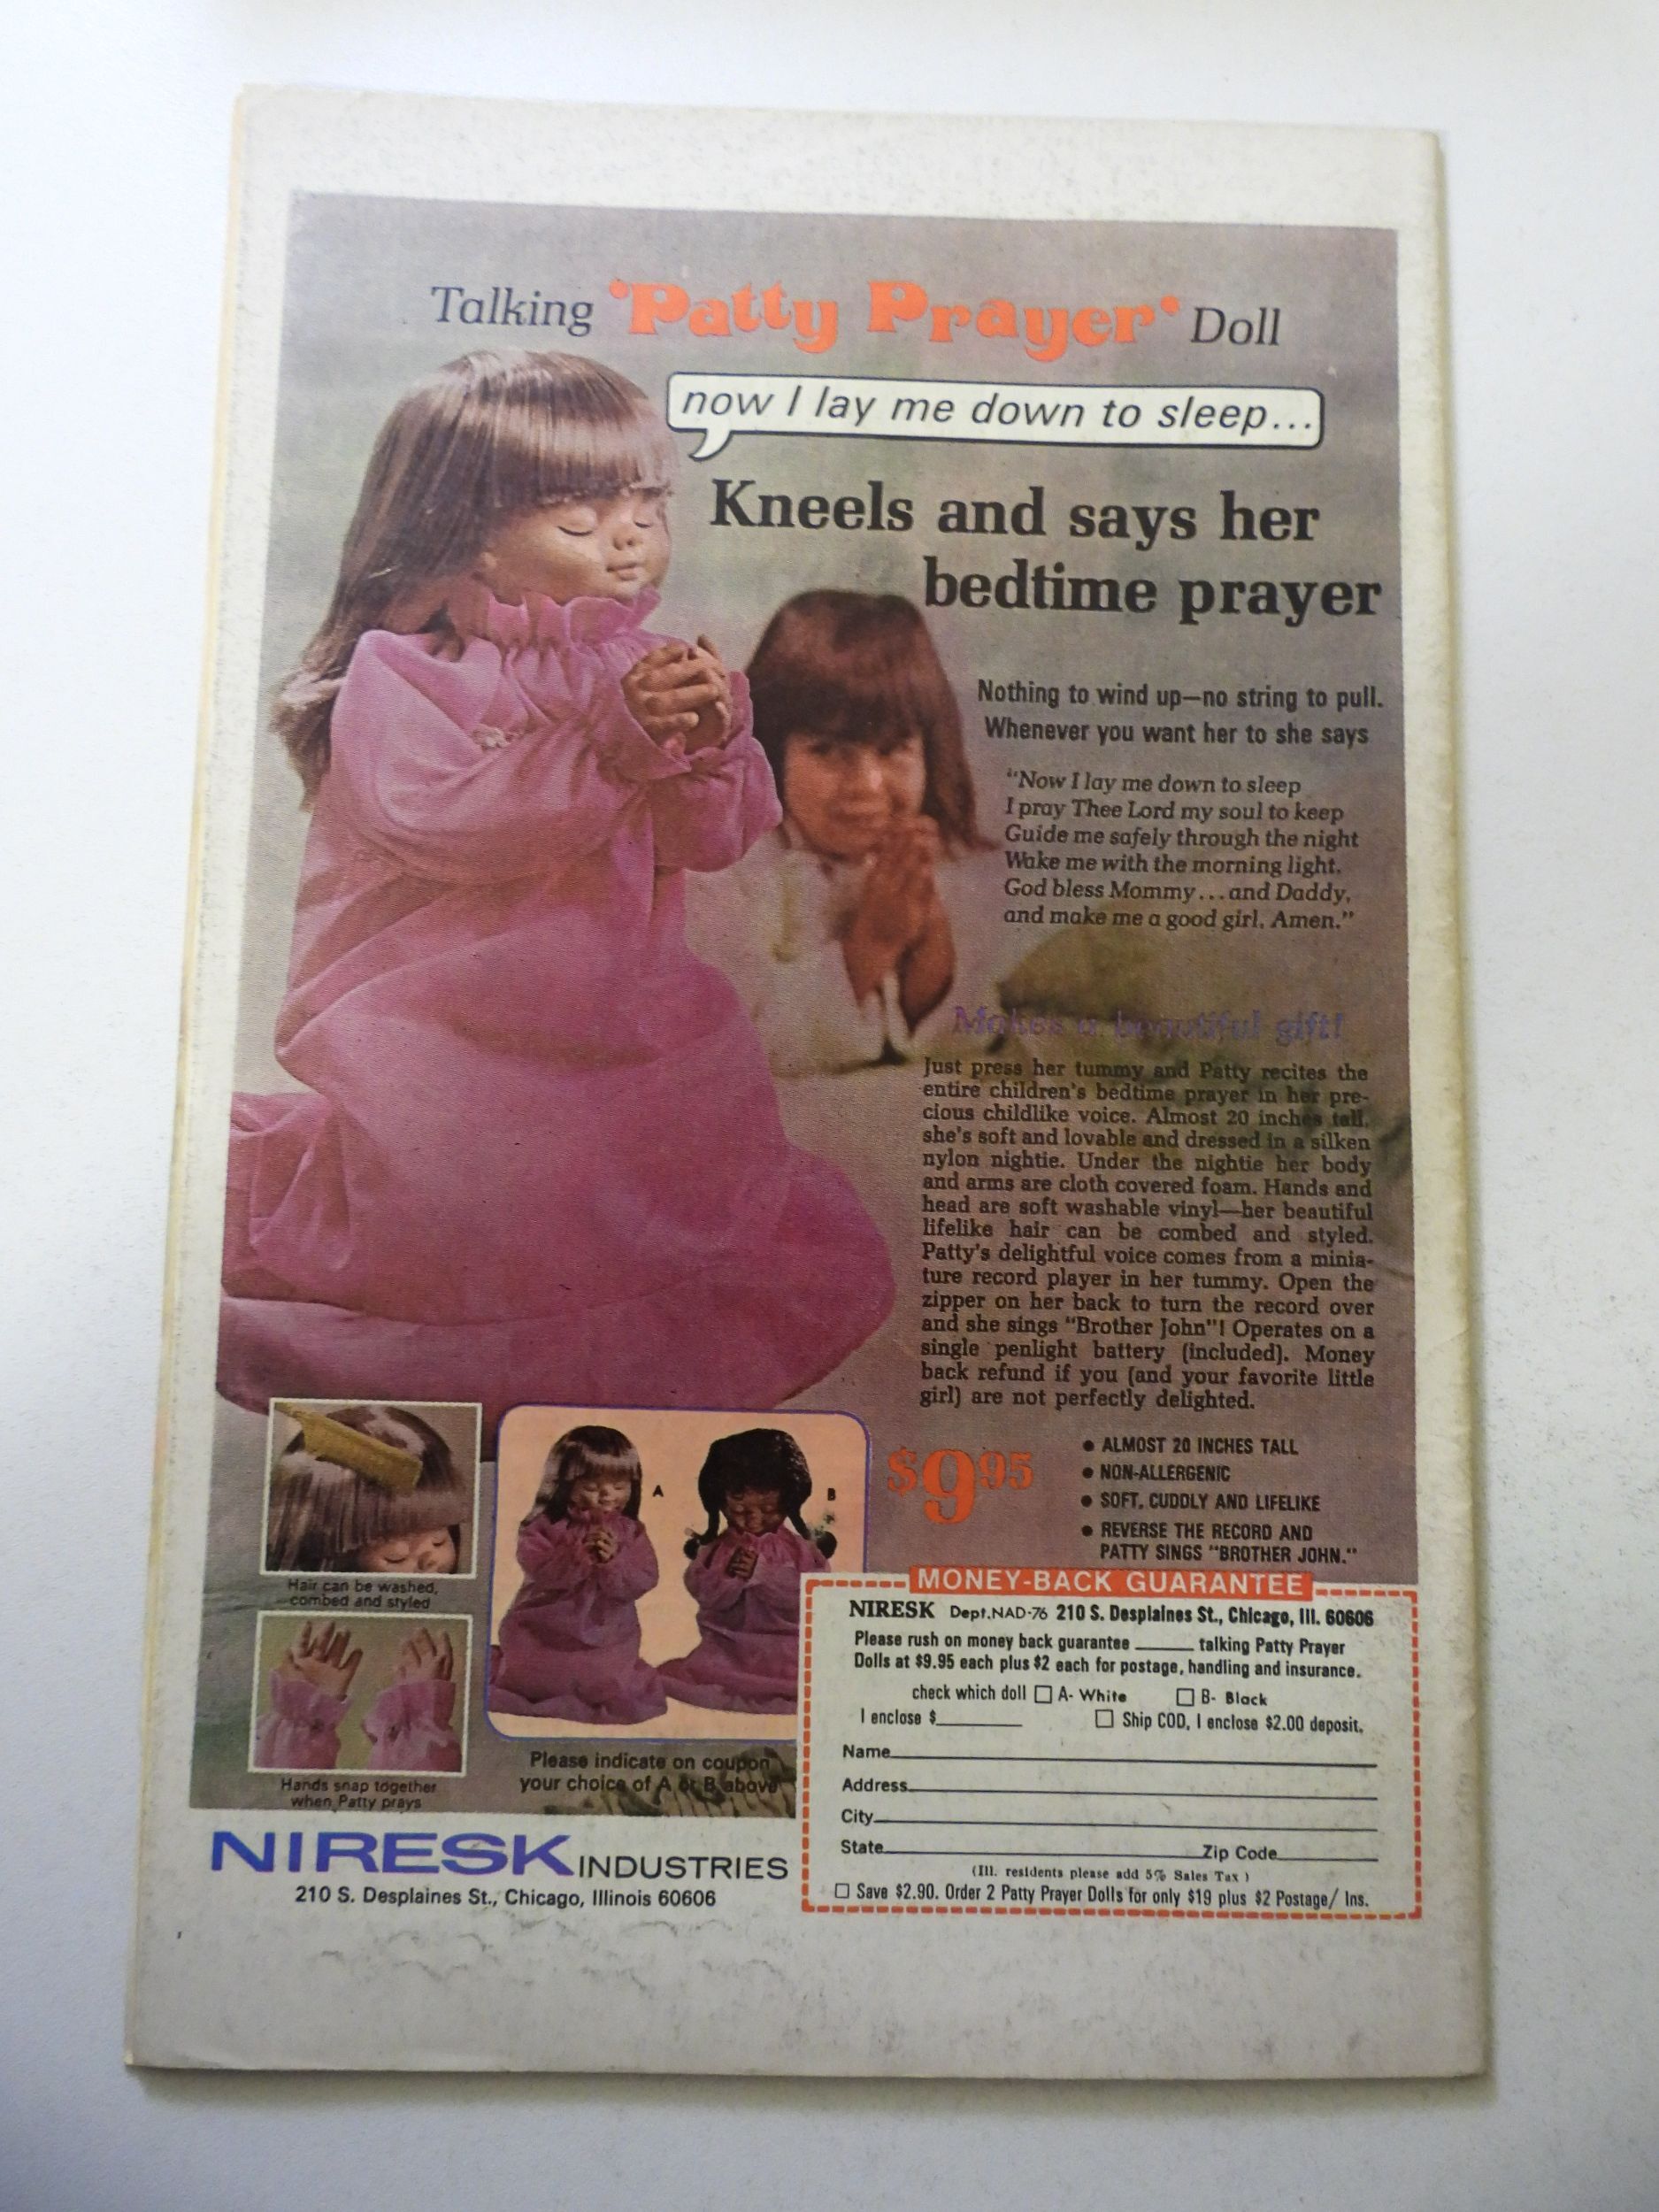 Talking 'Patty Prayer' Doll
now I lay me down to sleep...
Kneels and says her
bedtime prayer
Nothing to wind up—no string to pull.
Whenever you want her to she says
"Now I lay me down to sleep
I pray Thee Lord my soul to keep
Guide me safely through the night
Wake me with the morning light.
God bless Mommy...and Daddy,
and make me a good girl. Amen."
Makes a beautiful gift!
Just press her tummy and Patty recites the
entire children's bedtime prayer in her pre-
cious childlike voice. Almost 20 inches tall,
she's soft and lovable and dressed in a silken
nylon nightie. Under the nightie her body
and arms are cloth covered foam. Hands and
head are soft washable vinyl—her beautiful
lifelike hair can be combed and styled.
Patty's delightful voice comes from a minia-
ture record player in her tummy. Open the
zipper on her back to turn the record over
and she sings "Brother John"! Operates on a
single penlight battery (included). Money
back refund if you (and your favorite little
girl) are not perfectly delighted.
$9.95
• ALMOST 20 INCHES TALL
• NON-ALLERGENIC
• SOFT, CUDDLY AND LIFELIKE
• REVERSE THE RECORD AND
PATTY SINGS "BROTHER JOHN."
A
B
Hair can be washed,
combed and styled
Hands snap together
when Patty prays
Please indicate on coupon
your choice of A or B above
NIRESK INDUSTRIES
210 S. Desplaines St., Chicago, Illinois 60606
MONEY-BACK GUARANTEE
NIRESK Dept.NAD-76 210 S. Desplaines St., Chicago, Ill. 60606
Please rush on money back guarantee ______ talking Patty Prayer
Dolls at $9.95 each plus $2 each for postage, handling and insurance.
check which doll ☐ A- White ☐ B- Black
I enclose $________ ☐ Ship COD, I enclose $2.00 deposit.
Name
Address
City
State Zip Code
(Ill. residents please add 5% Sales Tax)
☐ Save $2.90. Order 2 Patty Prayer Dolls for only $19 plus $2 Postage/ Ins.